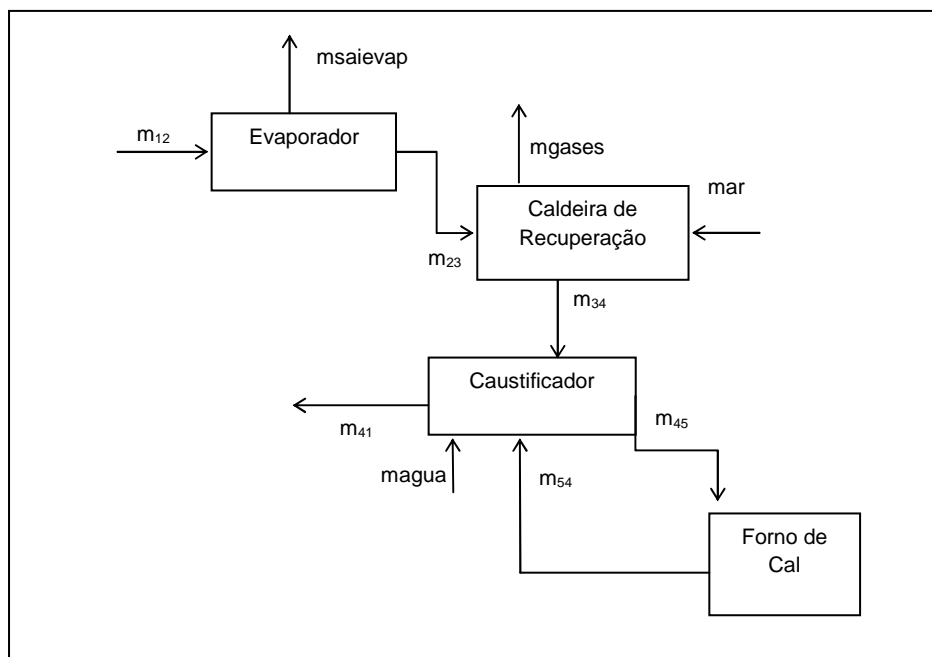 msaievap
m12
Evaporador
mgases
mar
Caldeira de
Recuperação
m23
m34
Caustificador
m41
m45
magua
m54
Forno de
Cal